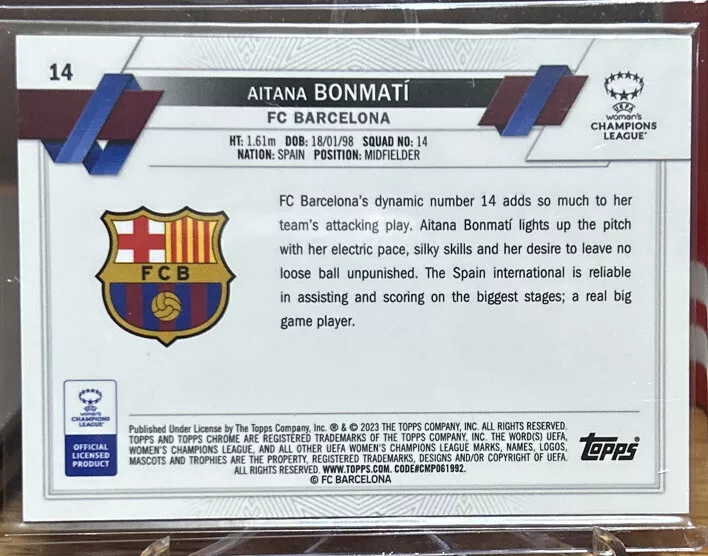 14
AITANA BONMATÍ
FC BARCELONA
HT: 1.61m DOB: 18/01/98 SQUAD NO: 14
NATION: SPAIN POSITION: MIDFIELDER
UEFA
women's
CHAMPIONS
LEAGUE
FC Barcelona's dynamic number 14 adds so much to her
team's attacking play. Aitana Bonmatí lights up the pitch
with her electric pace, silky skills and her desire to leave no
loose ball unpunished. The Spain international is reliable
in assisting and scoring on the biggest stages; a real big
game player.
FCB
women's
CHAMPIONS
LEAGUE
OFFICIAL
LICENSED
PRODUCT
Published Under License by The Topps Company, Inc. ® & © 2023 THE TOPPS COMPANY, INC. ALL RIGHTS RESERVED.
TOPPS AND TOPPS CHROME ARE REGISTERED TRADEMARKS OF THE TOPPS COMPANY, INC. THE WORD(S) UEFA,
WOMEN'S CHAMPIONS LEAGUE, AND ALL OTHER UEFA WOMEN'S CHAMPIONS LEAGUE MARKS, NAMES, LOGOS,
MASCOTS AND TROPHIES ARE THE PROPERTY, REGISTERED TRADEMARKS, DESIGNS AND/OR COPYRIGHT OF UEFA.
ALL RIGHTS RESERVED. WWW.TOPPS.COM. CODE#CMP061992.
© FC BARCELONA
topps